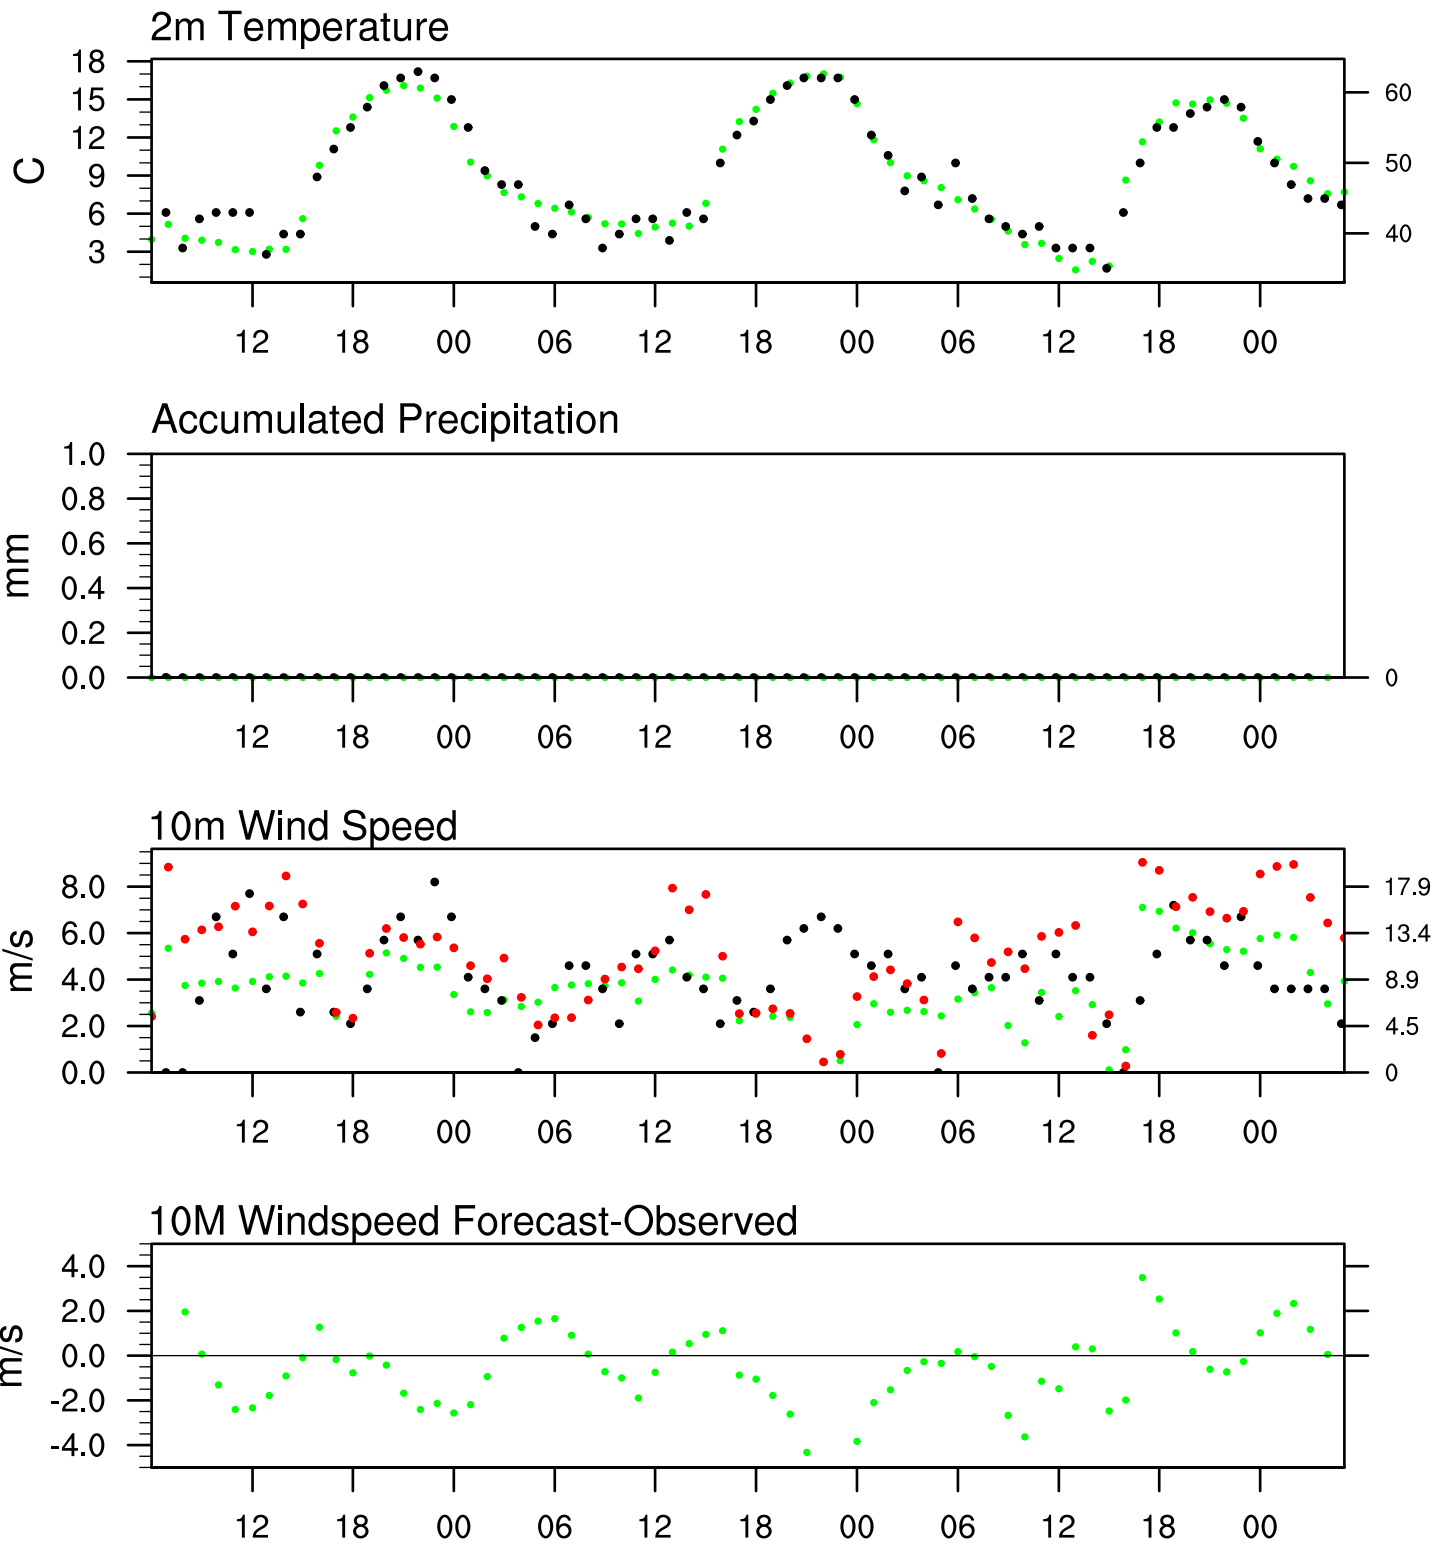 2m Temperature
18
15
12
9
6
3
C
60
50
40
12 18 00 06 12 18 00 06 12 18 00
Accumulated Precipitation
1.0
0.8
0.6
0.4
0.2
0.0
mm
0
12 18 00 06 12 18 00 06 12 18 00
10m Wind Speed
8.0
6.0
4.0
2.0
0.0
m/s
17.9
13.4
8.9
4.5
0
12 18 00 06 12 18 00 06 12 18 00
10M Windspeed Forecast-Observed
4.0
2.0
0.0
-2.0
-4.0
m/s
12 18 00 06 12 18 00 06 12 18 00